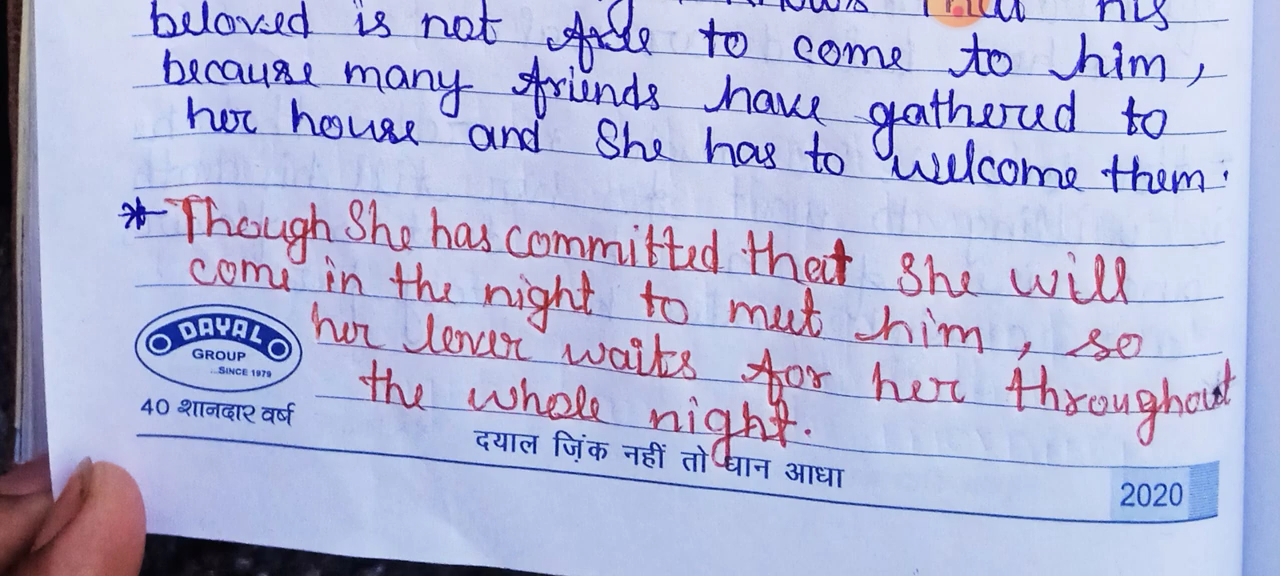 his
beloved is not able to come to him,
because many friends have gathered to
her house and She has to welcome them.
* Though She has committed that She will
come in the night to meet him, so
her lover waits for her throughout
the whole night.
DAYAL
GROUP
...SINCE 1979
40 शानदार वर्ष
दयाल ज़िंक नहीं तो धान आधा
2020